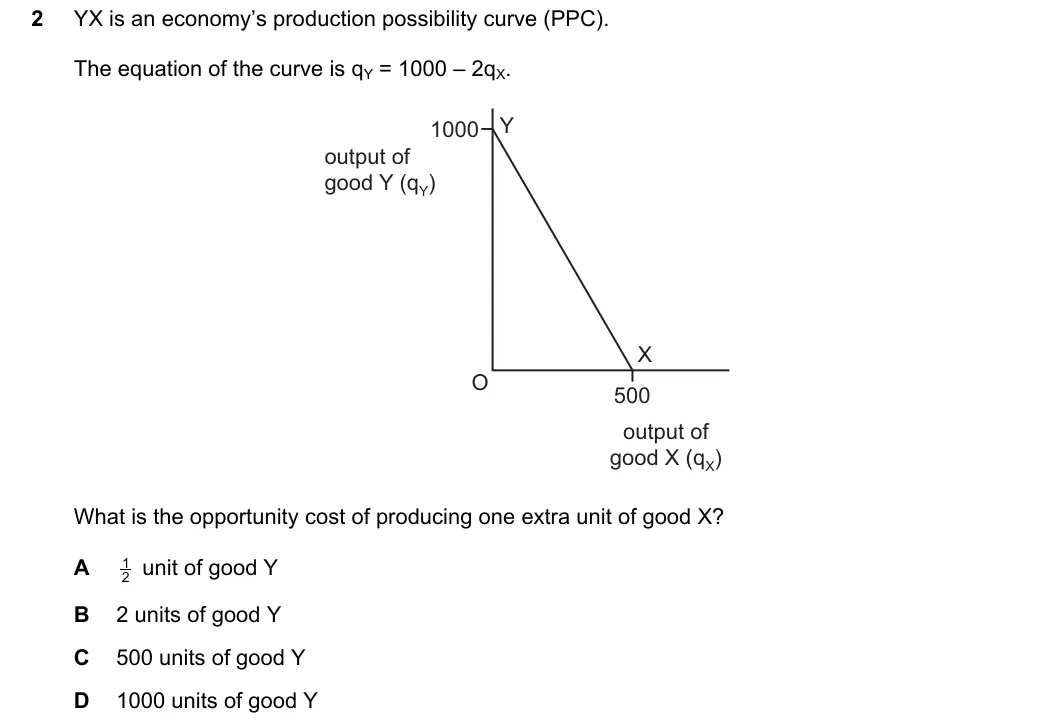 2 YX is an economy’s production possibility curve (PPC).
The equation of the curve is qY = 1000 – 2qX.
1000 Y
output of
good Y (qY)
X
O
500
output of
good X (qX)
What is the opportunity cost of producing one extra unit of good X?
A 1/2 unit of good Y
B 2 units of good Y
C 500 units of good Y
D 1000 units of good Y